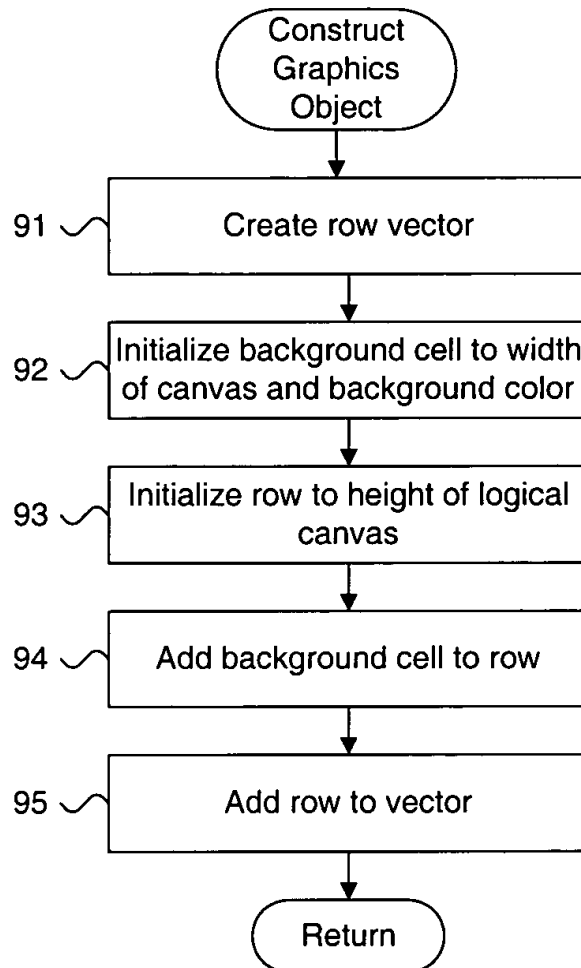 Construct
Graphics
Object
91
Create row vector
92
Initialize background cell to width
of canvas and background color
93
Initialize row to height of logical
canvas
94
Add background cell to row
95
Add row to vector
Return